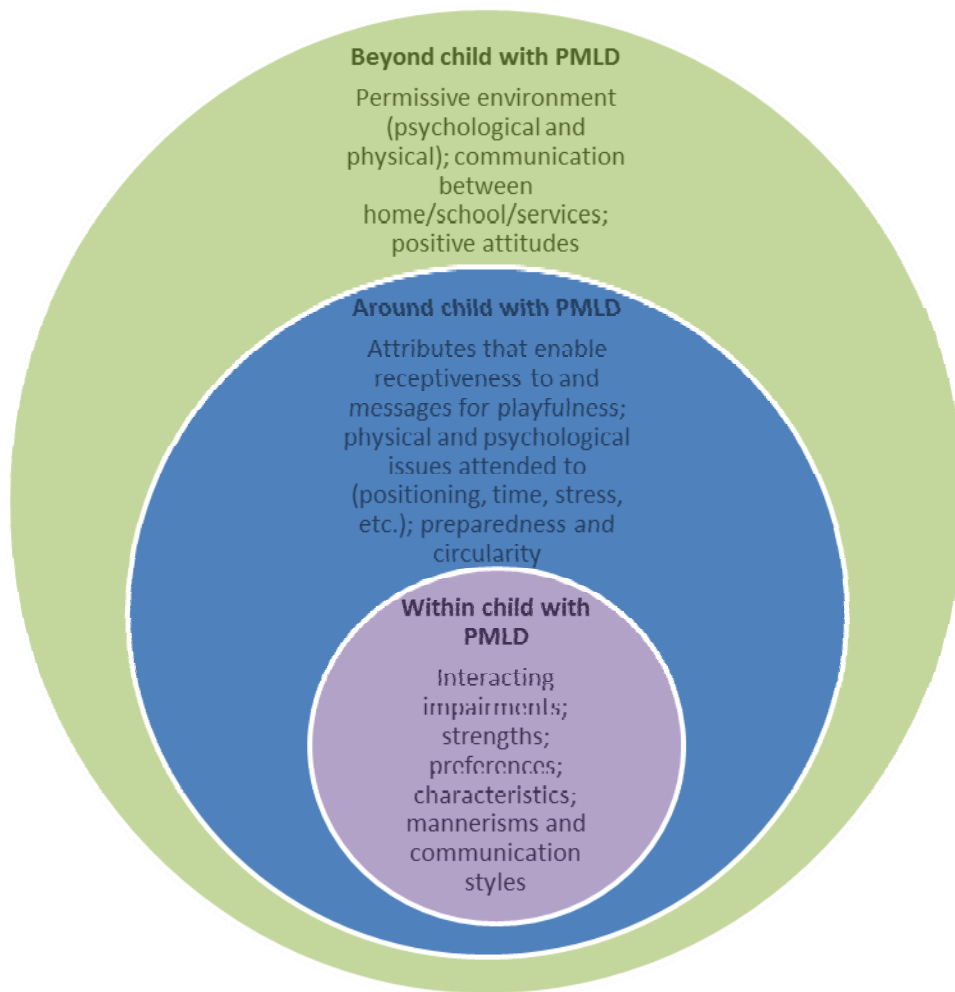 Beyond child with PMLD
Permissive environment
(psychological and
physical); communication
between
home/school/services;
positive attitudes
Around child with PMLD
Attributes that enable
receptiveness to and
messages for playfulness;
physical and psychological
issues attended to
(positioning, time, stress,
etc.); preparedness and
circularity
Within child with
PMLD
Interacting
impairments;
strengths;
preferences;
characteristics;
mannerisms and
communication
styles